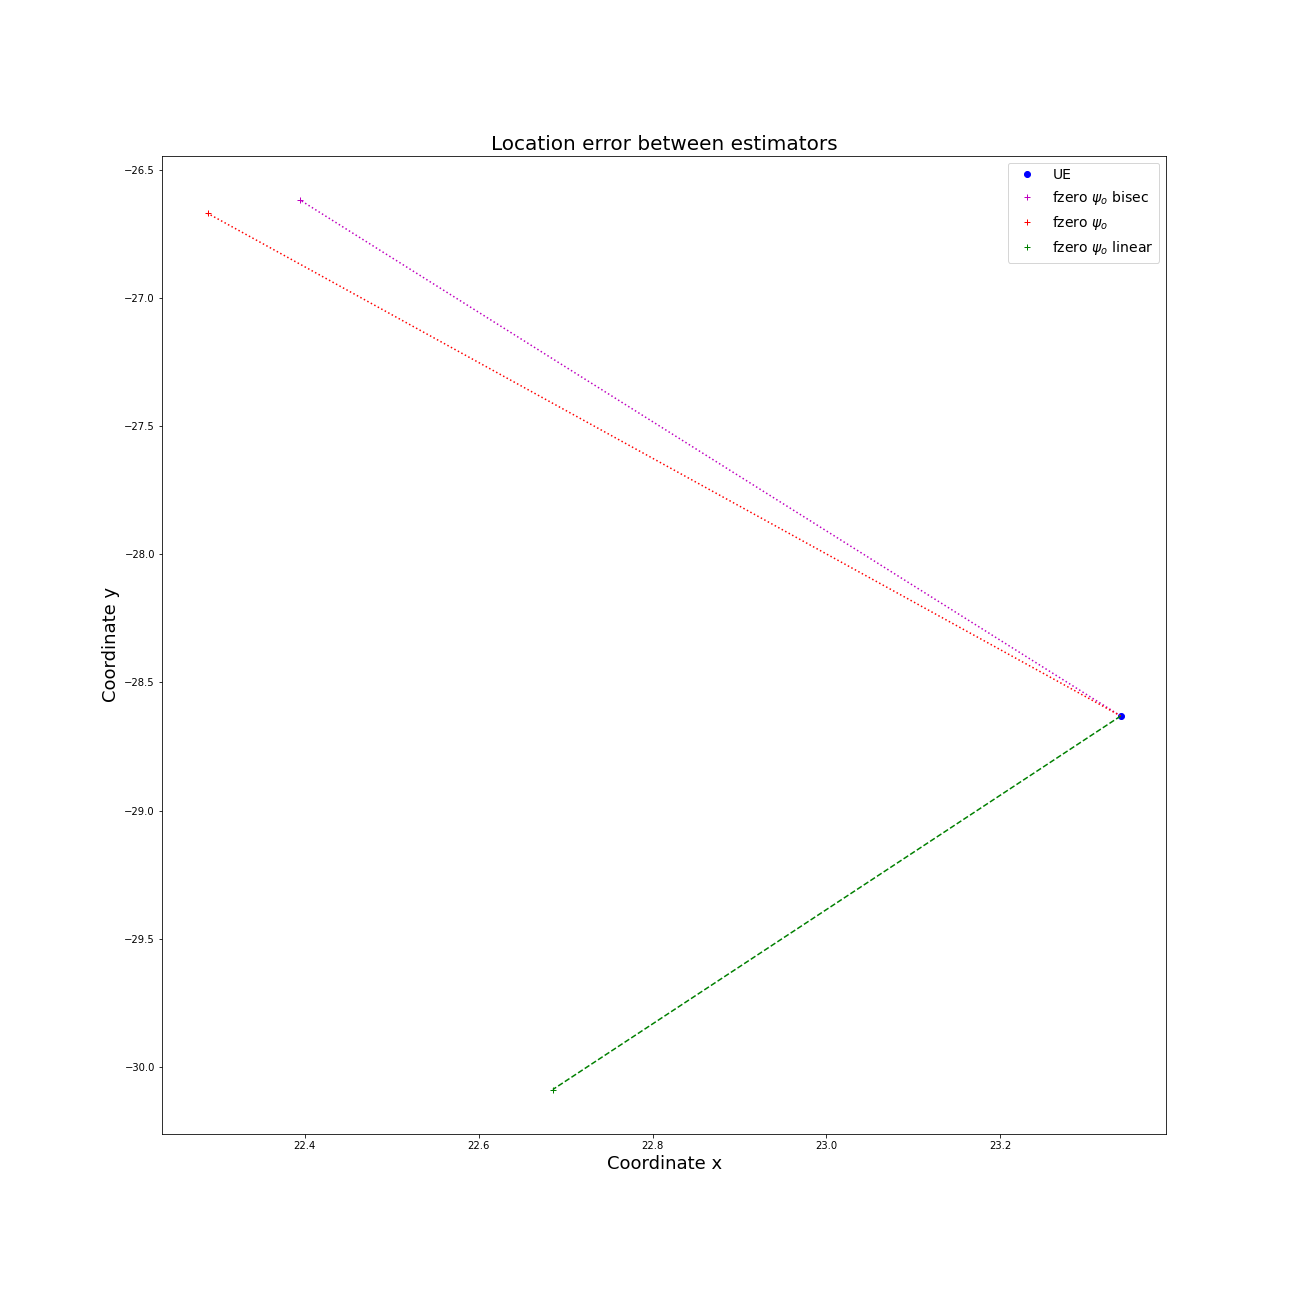 Location error between estimators
UE
fzero ψₒ bisec
fzero ψₒ
fzero ψₒ linear
−26.5
−27.0
−27.5
−28.0
−28.5
−29.0
−29.5
−30.0
Coordinate y
22.4 22.6 22.8 23.0 23.2
Coordinate x